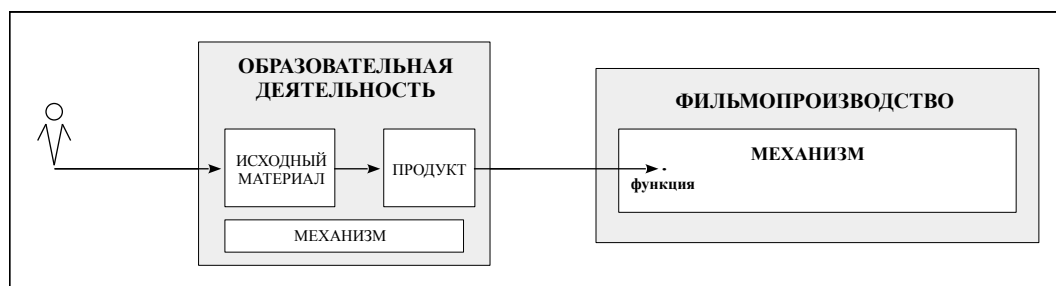 ОБРАЗОВАТЕЛЬНАЯ
ДЕЯТЕЛЬНОСТЬ
ИСХОДНЫЙ
МАТЕРИАЛ
ПРОДУКТ
МЕХАНИЗМ
ФИЛЬМОПРОИЗВОДСТВО
МЕХАНИЗМ
функция